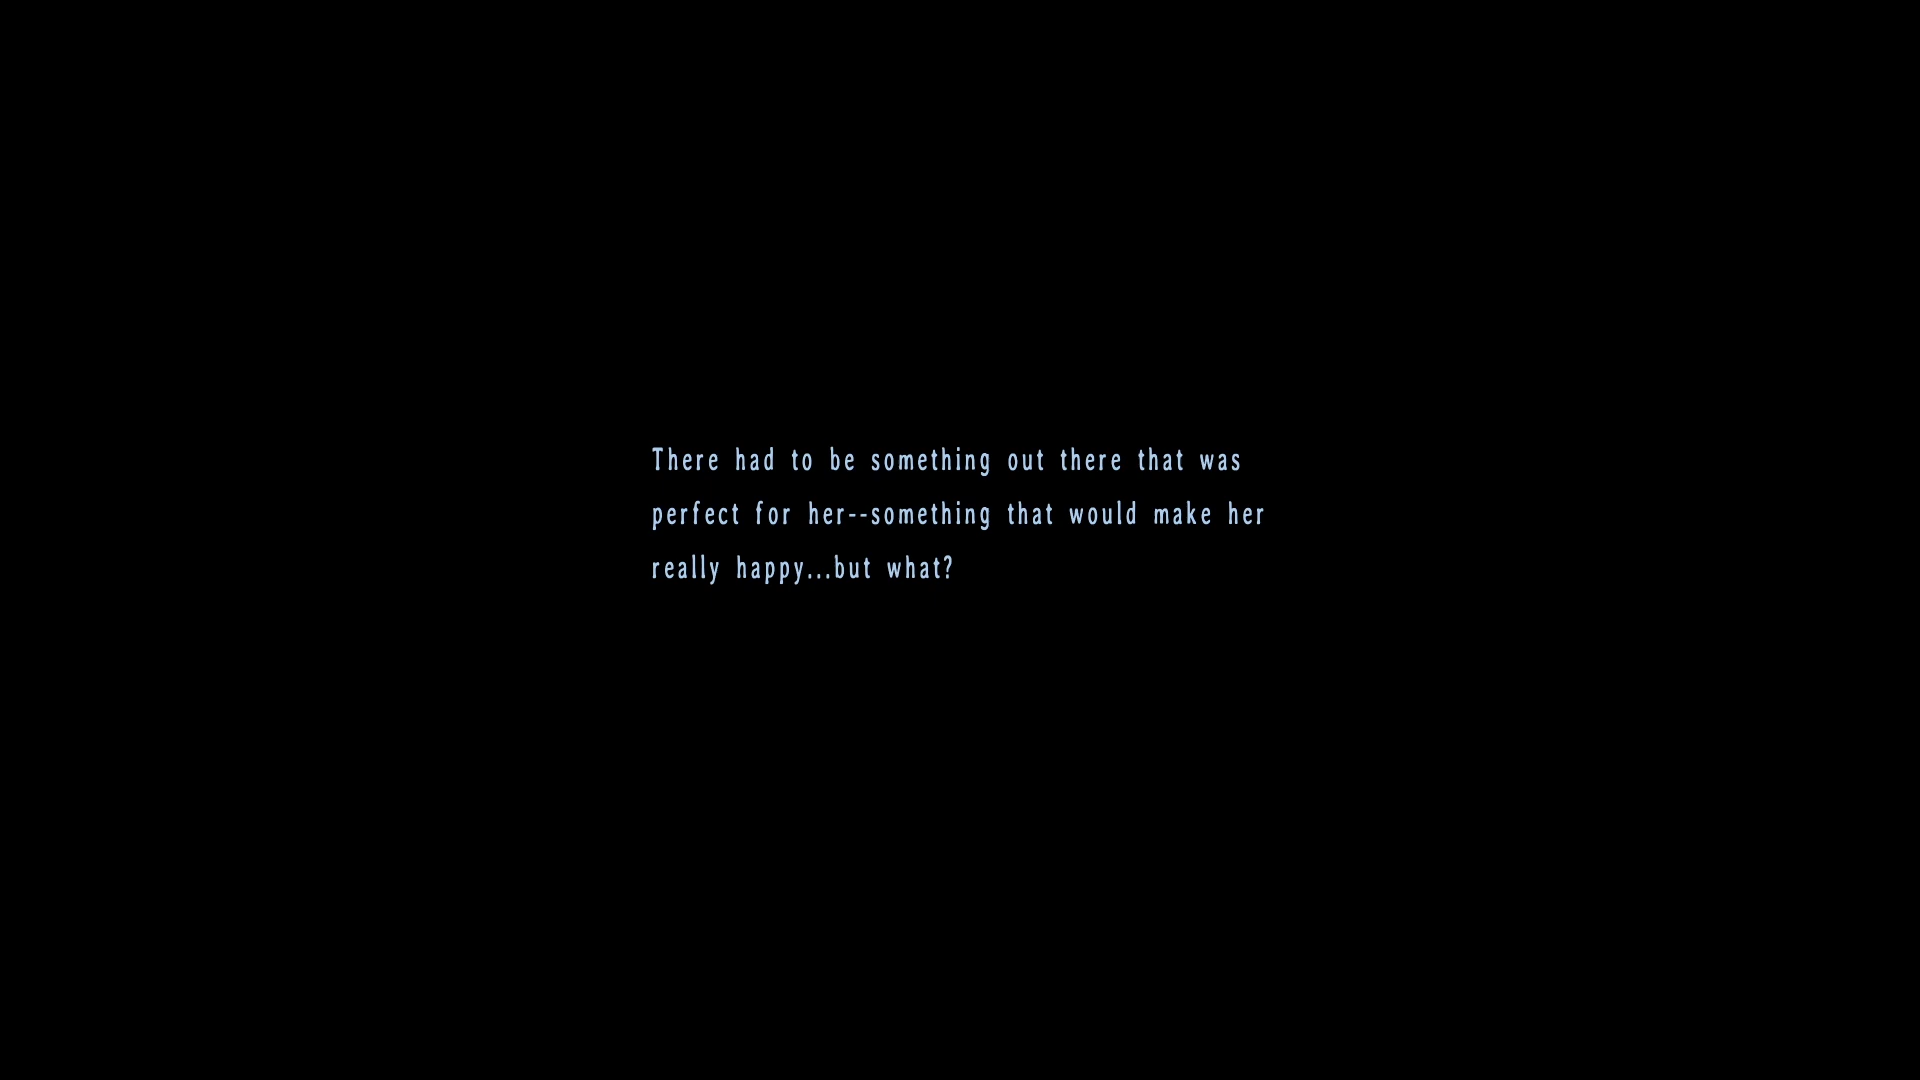 There had to be something out there that was
perfect for her--something that would make her
really happy...but what?